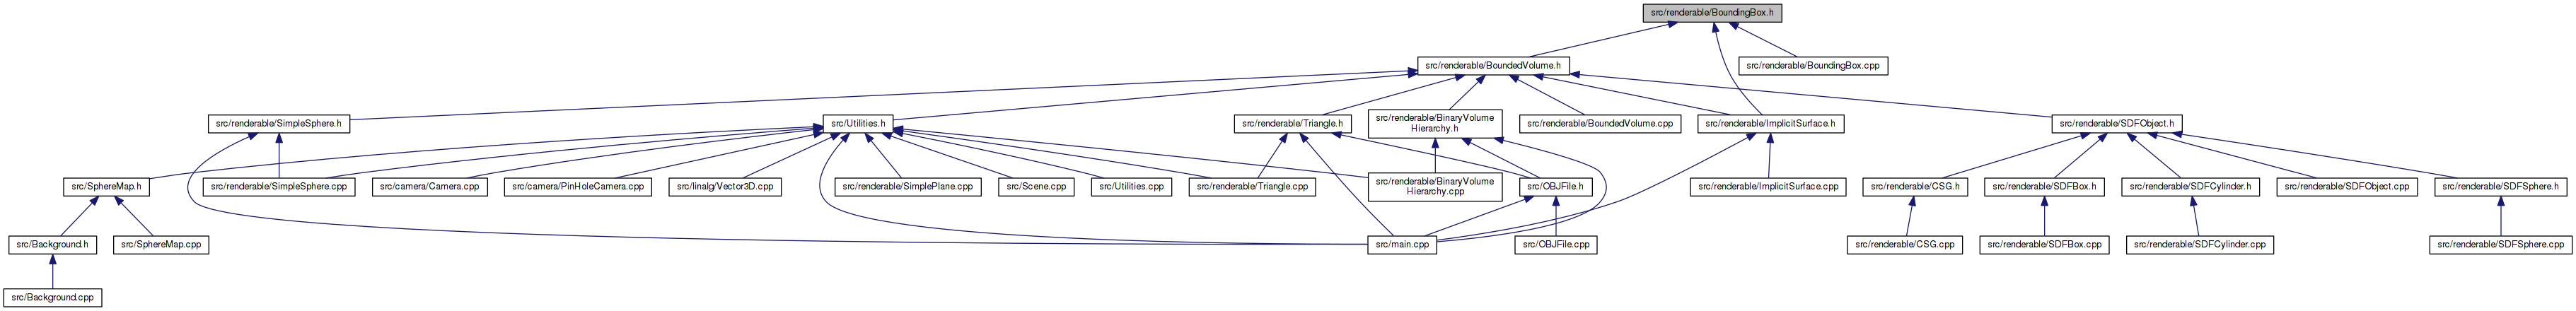 src/renderable/BoundingBox.h
src/renderable/BoundedVolume.h
src/renderable/BoundingBox.cpp
src/renderable/SimpleSphere.h
src/Utilities.h
src/renderable/Triangle.h
src/renderable/BinaryVolume
Hierarchy.h
src/renderable/BoundedVolume.cpp
src/renderable/ImplicitSurface.h
src/renderable/SDFObject.h
src/SphereMap.h
src/renderable/SimpleSphere.cpp
src/camera/Camera.cpp
src/camera/PinHoleCamera.cpp
src/linalg/Vector3D.cpp
src/renderable/SimplePlane.cpp
src/Scene.cpp
src/Utilities.cpp
src/renderable/Triangle.cpp
src/renderable/BinaryVolume
Hierarchy.cpp
src/OBJFile.h
src/renderable/ImplicitSurface.cpp
src/renderable/CSG.h
src/renderable/SDFBox.h
src/renderable/SDFCylinder.h
src/renderable/SDFObject.cpp
src/renderable/SDFSphere.h
src/Background.h
src/SphereMap.cpp
src/main.cpp
src/OBJFile.cpp
src/renderable/CSG.cpp
src/renderable/SDFBox.cpp
src/renderable/SDFCylinder.cpp
src/renderable/SDFSphere.cpp
src/Background.cpp